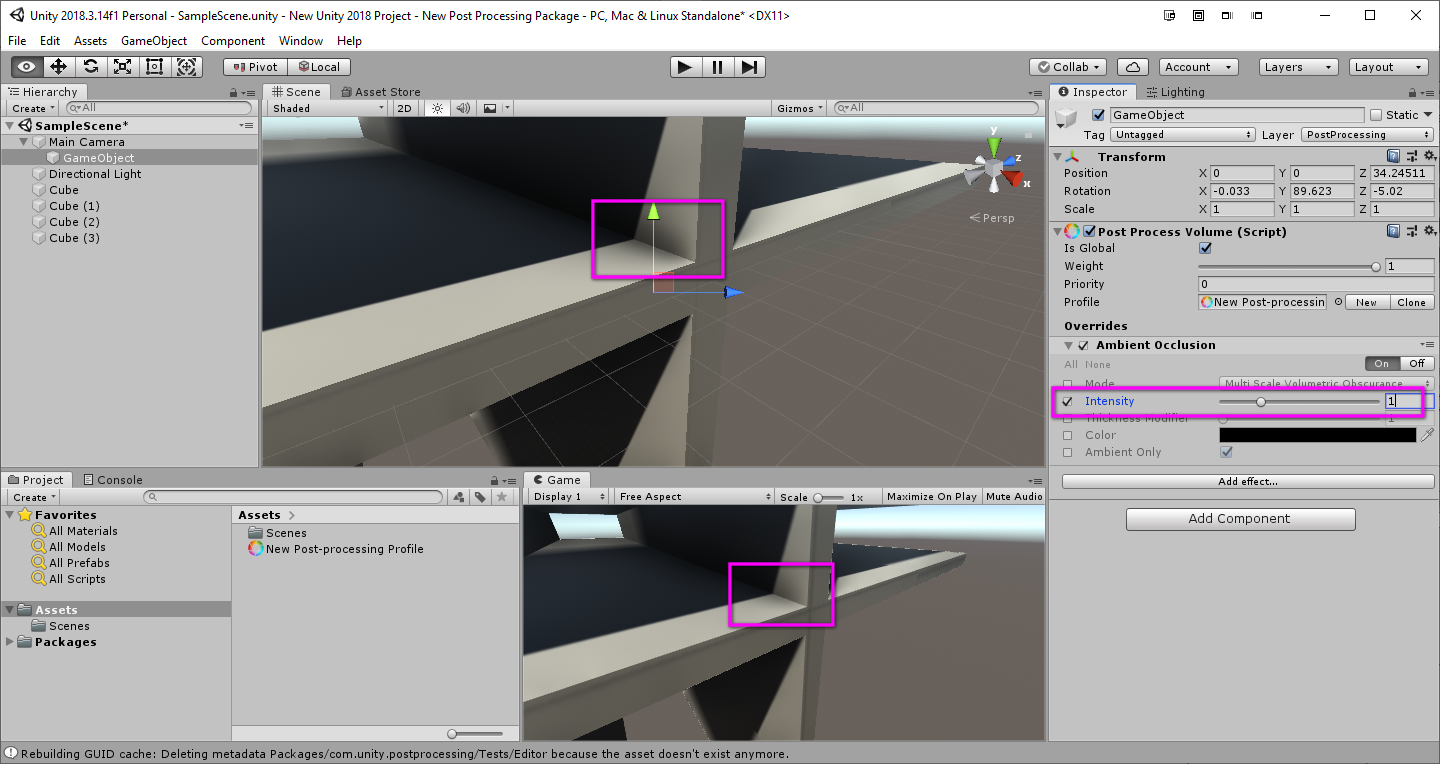 Unity 2018.3.14f1 Personal - SampleScene.unity - New Unity 2018 Project - New Post Processing Package - PC, Mac & Linux Standalone* <DX11>
File Edit Assets GameObject Component Window Help
Pivot Local Collab Account Layers Layout
Hierarchy
Create All
SampleScene*
Main Camera
GameObject
Directional Light
Cube
Cube (1)
Cube (2)
Cube (3)
Scene Asset Store
Shaded 2D Gizmos All
y
z
x
Persp
Inspector Lighting
GameObject Static
Tag Untagged Layer PostProcessing
Transform
Position X 0 Y 0 Z 34.24511
Rotation X -0.033 Y 89.623 Z -5.02
Scale X 1 Y 1 Z 1
Post Process Volume (Script)
Is Global
Weight 1
Priority 0
Profile New Post-processin New Clone
Overrides
Ambient Occlusion
All None On Off
Mode Multi Scale Volumetric Obscurance
Intensity 1
Thickness Modifier 1
Color
Ambient Only
Add effect...
Add Component
Project Console
Create
Favorites
All Materials
All Models
All Prefabs
All Scripts
Assets
Scenes
Packages
Assets
Scenes
New Post-processing Profile
Game
Display 1 Free Aspect Scale 1x Maximize On Play Mute Audio
Rebuilding GUID cache: Deleting metadata Packages/com.unity.postprocessing/Tests/Editor because the asset doesn't exist anymore.